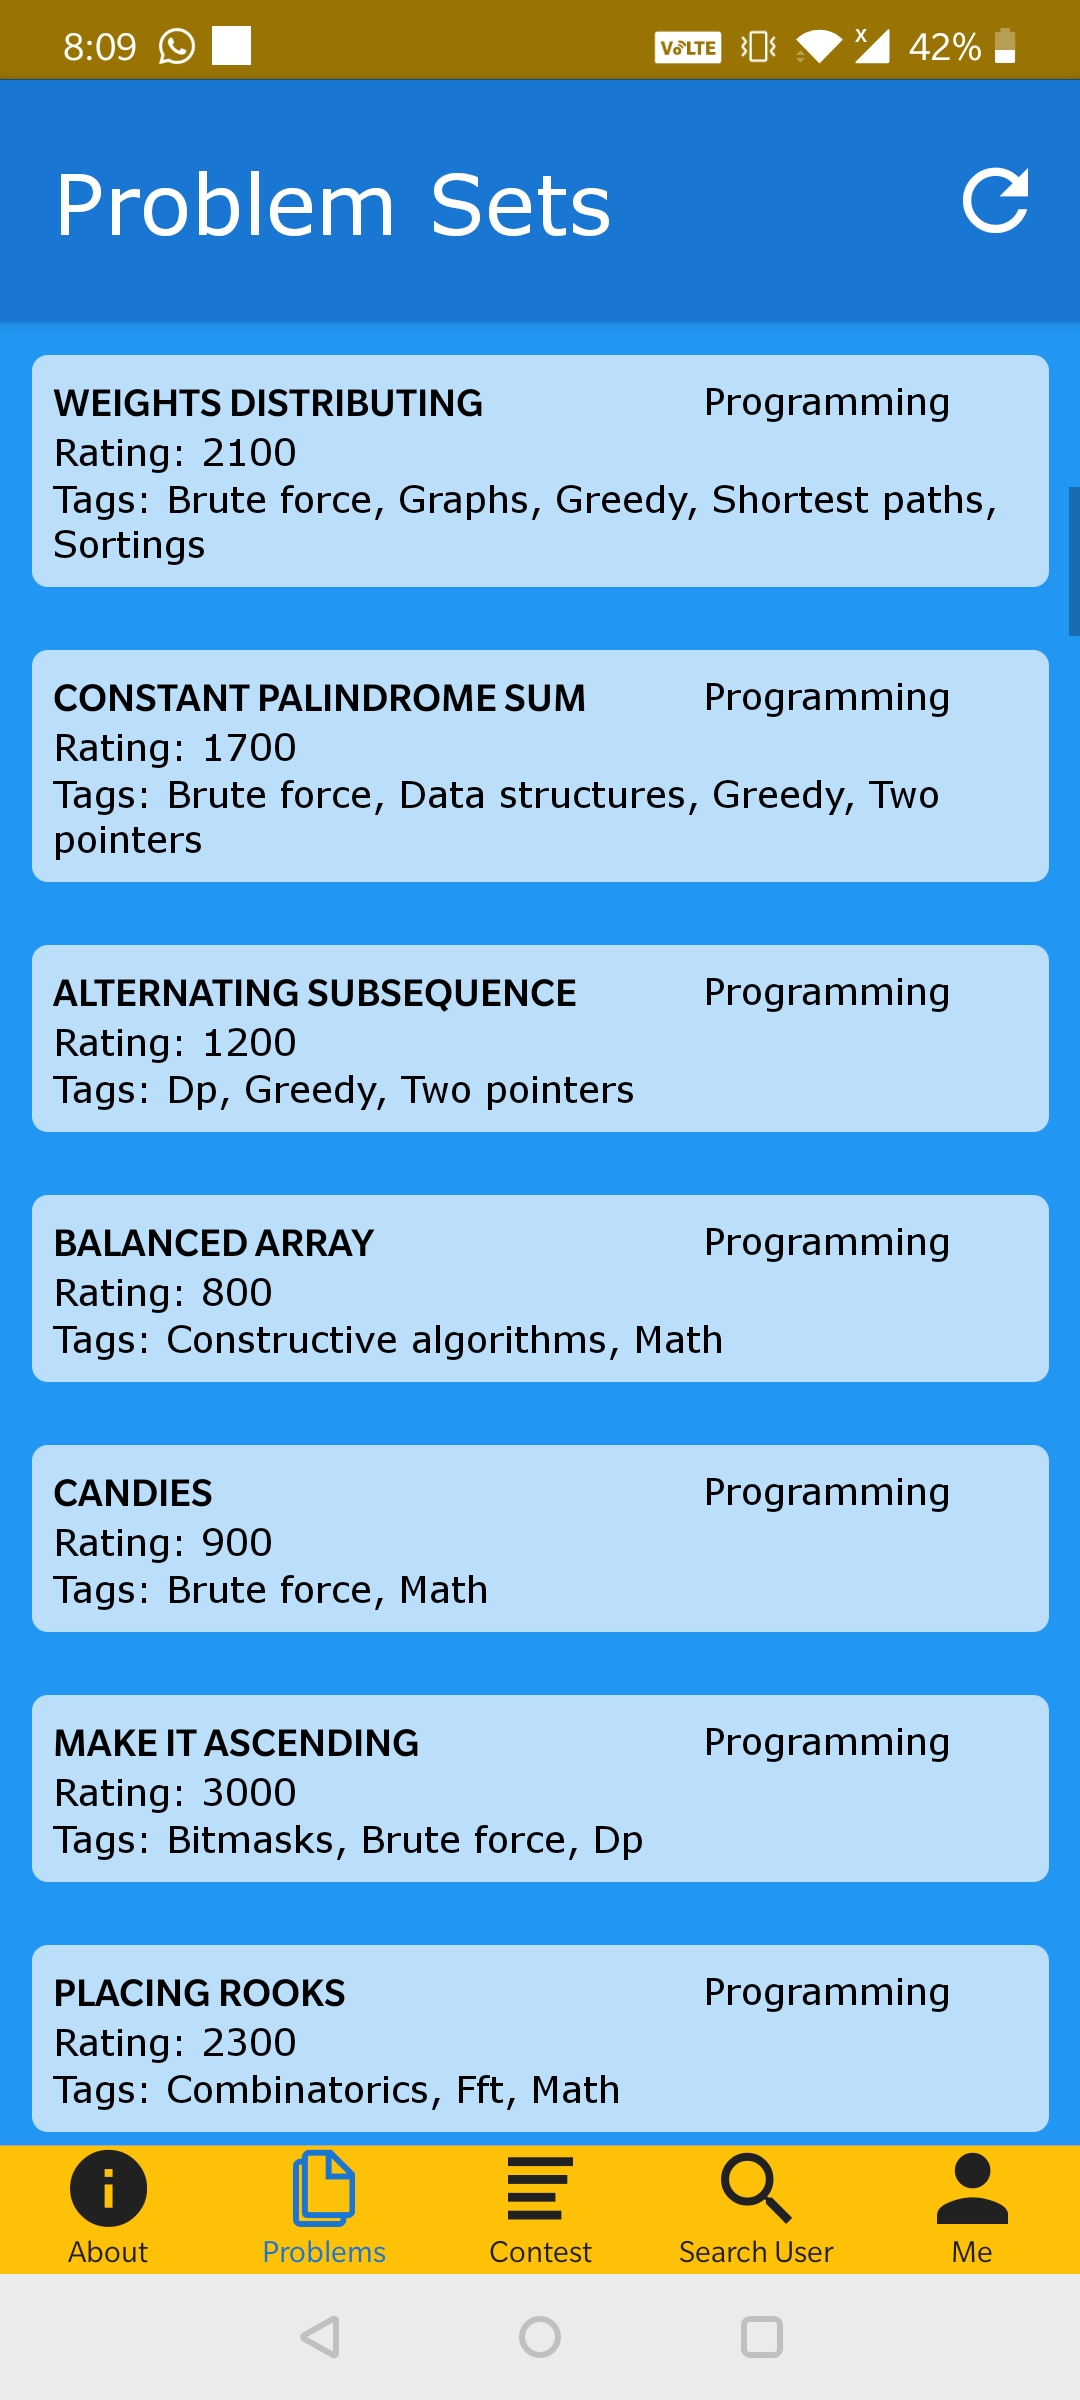 8:09 VoLTE x 42%
Problem Sets
WEIGHTS DISTRIBUTING Programming
Rating: 2100
Tags: Brute force, Graphs, Greedy, Shortest paths,
Sortings
CONSTANT PALINDROME SUM Programming
Rating: 1700
Tags: Brute force, Data structures, Greedy, Two
pointers
ALTERNATING SUBSEQUENCE Programming
Rating: 1200
Tags: Dp, Greedy, Two pointers
BALANCED ARRAY Programming
Rating: 800
Tags: Constructive algorithms, Math
CANDIES Programming
Rating: 900
Tags: Brute force, Math
MAKE IT ASCENDING Programming
Rating: 3000
Tags: Bitmasks, Brute force, Dp
PLACING ROOKS Programming
Rating: 2300
Tags: Combinatorics, Fft, Math
About Problems Contest Search User Me